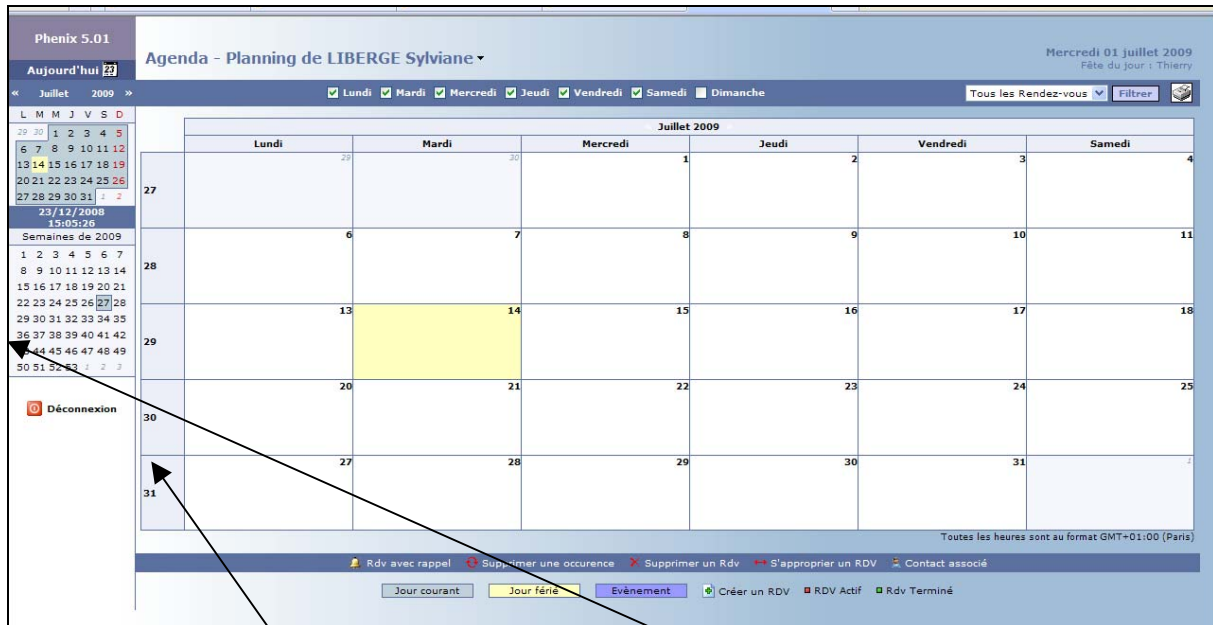 Phenix 5.01
Aujourd'hui 23
« Juillet 2009 »
L M M J V S D
29 30 1 2 3 4 5
6 7 8 9 10 11 12
13 14 15 16 17 18 19
20 21 22 23 24 25 26
27 28 29 30 31 1 2
23/12/2008
15:05:26
Semaines de 2009
1 2 3 4 5 6 7
8 9 10 11 12 13 14
15 16 17 18 19 20 21
22 23 24 25 26 27 28
29 30 31 32 33 34 35
36 37 38 39 40 41 42
44 45 46 47 48 49
50 51 52 53 1 2 3
Déconnexion
Agenda - Planning de LIBERGE Sylviane
Mercredi 01 juillet 2009
Fête du jour : Thierry
Lundi Mardi Mercredi Jeudi Vendredi Samedi Dimanche
Tous les Rendez-vous Filtrer
Juillet 2009
Lundi Mardi Mercredi Jeudi Vendredi Samedi
29 30 1 2 3 4
27
6 7 8 9 10 11
28
13 14 15 16 17 18
29
20 21 22 23 24 25
30
27 28 29 30 31 1
31
Toutes les heures sont au format GMT+01:00 (Paris)
Rdv avec rappel Supprimer une occurence Supprimer un Rdv S'approprier un RDV Contact associé
Jour courant Jour férié Evènement Créer un RDV RDV Actif Rdv Terminé